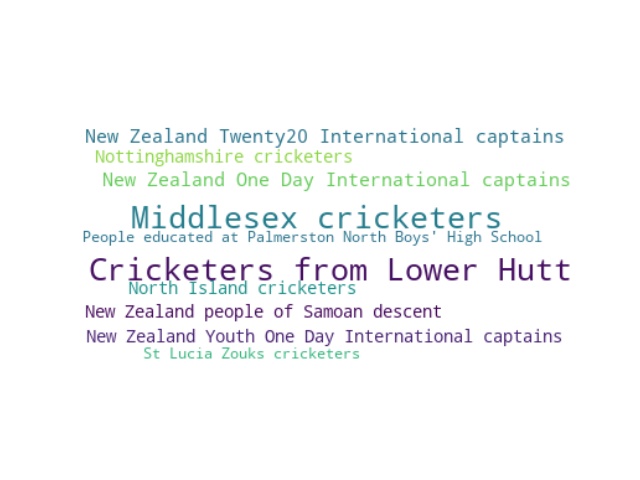 New Zealand Twenty20 International captains
Nottinghamshire cricketers
New Zealand One Day International captains
Middlesex cricketers
People educated at Palmerston North Boys' High School
Cricketers from Lower Hutt
North Island cricketers
New Zealand people of Samoan descent
New Zealand Youth One Day International captains
St Lucia Zouks cricketers